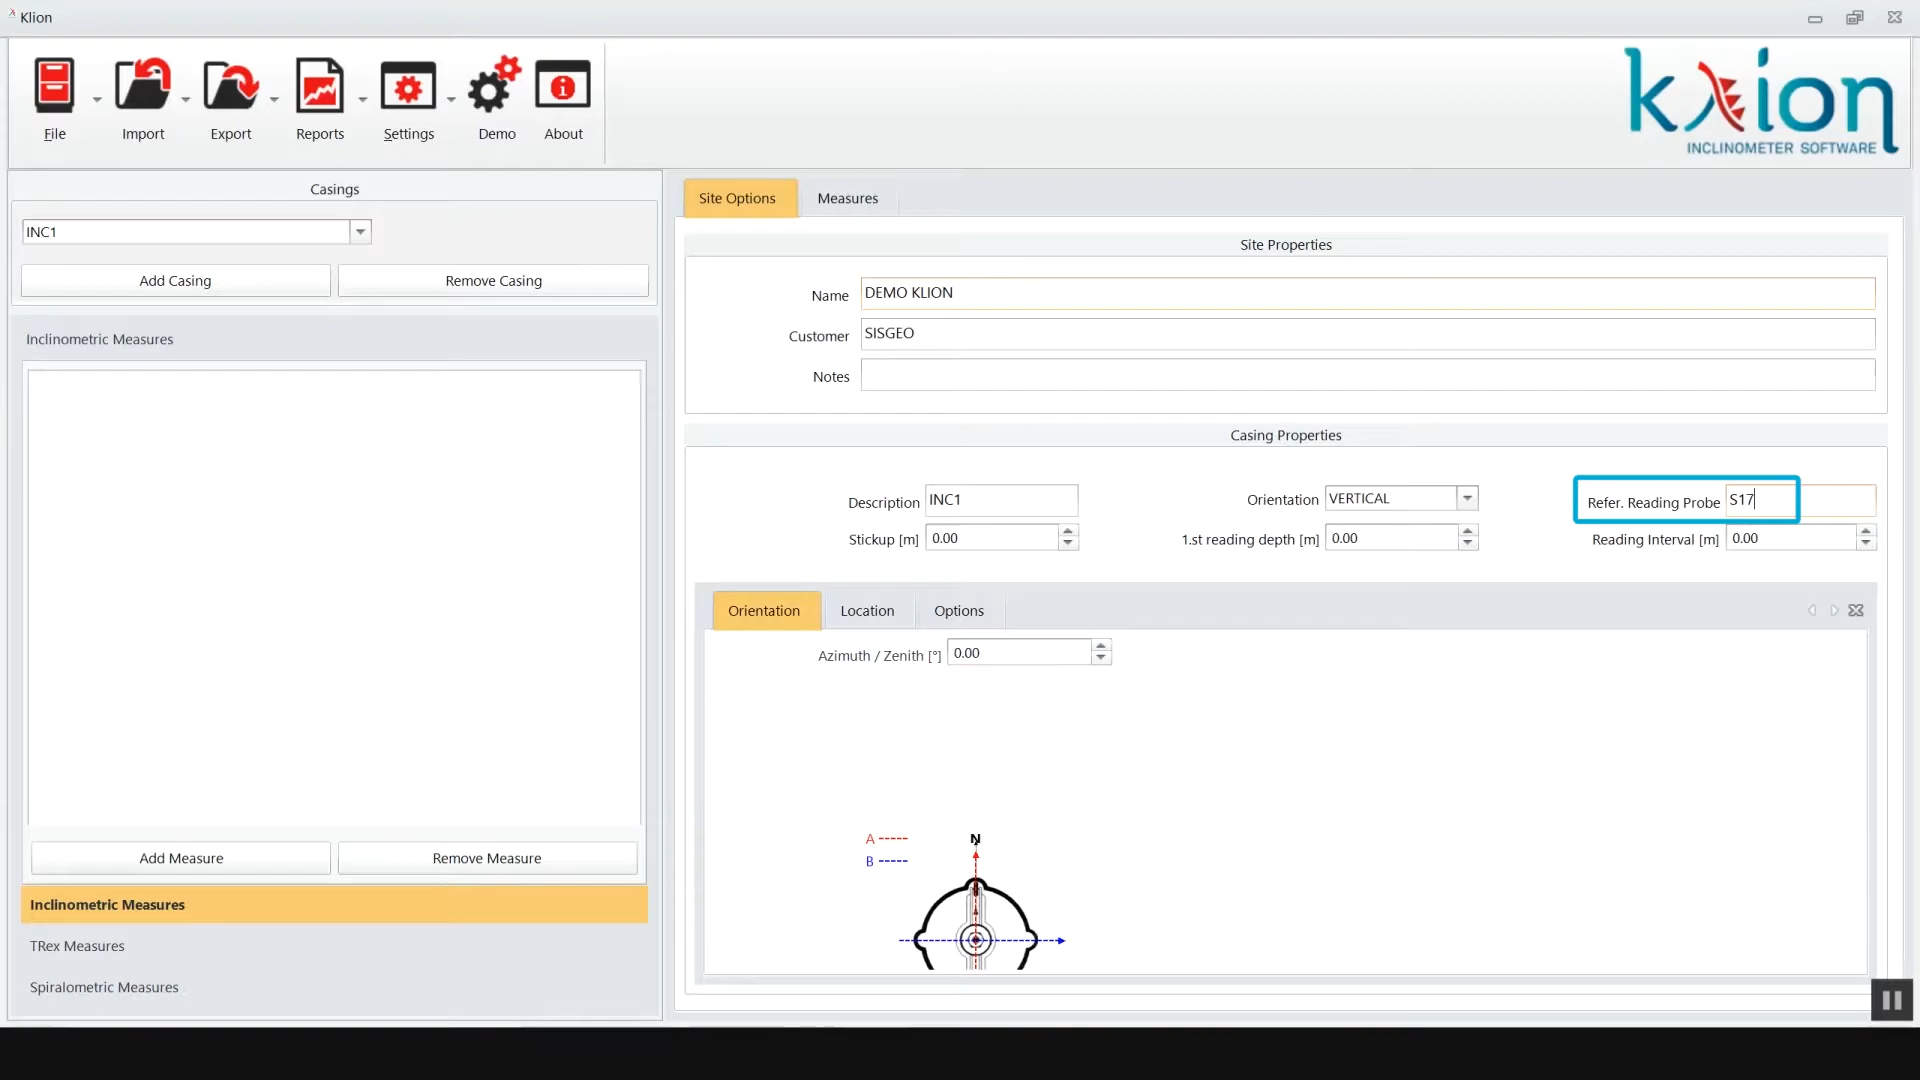 Klion
File
Import
Export
Reports
Settings
Demo
About
klion
INCLINOMETER SOFTWARE
Casings
INC1
Add Casing
Remove Casing
Inclinometric Measures
Add Measure
Remove Measure
Inclinometric Measures
TRex Measures
Spiralometric Measures
Site Options
Measures
Site Properties
Name DEMO KLION
Customer SISGEO
Notes
Casing Properties
Description INC1
Orientation VERTICAL
Refer. Reading Probe S17
Stickup [m] 0.00
1.st reading depth [m] 0.00
Reading Interval [m] 0.00
Orientation
Location
Options
Azimuth / Zenith [°] 0.00
A
B
N